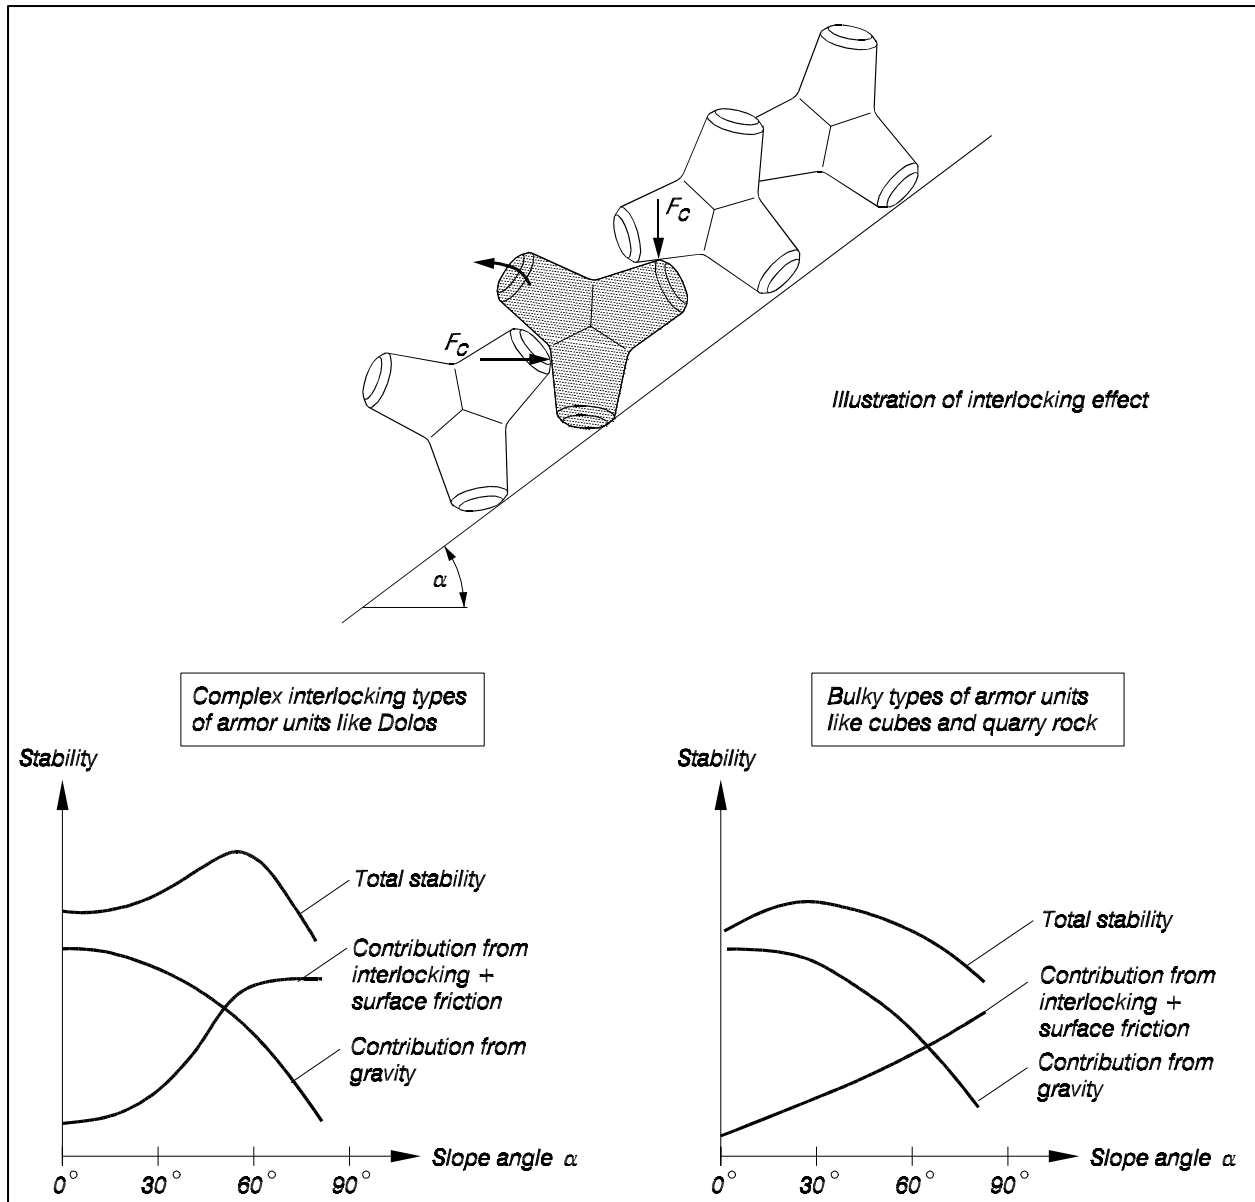 F_C
F_C
Illustration of interlocking effect
α
Complex interlocking types
of armor units like Dolos
Stability
Total stability
Contribution from
interlocking +
surface friction
Contribution from
gravity
0° 30° 60° 90° Slope angle α
Bulky types of armor units
like cubes and quarry rock
Stability
Total stability
Contribution from
interlocking +
surface friction
Contribution from
gravity
0° 30° 60° 90° Slope angle α